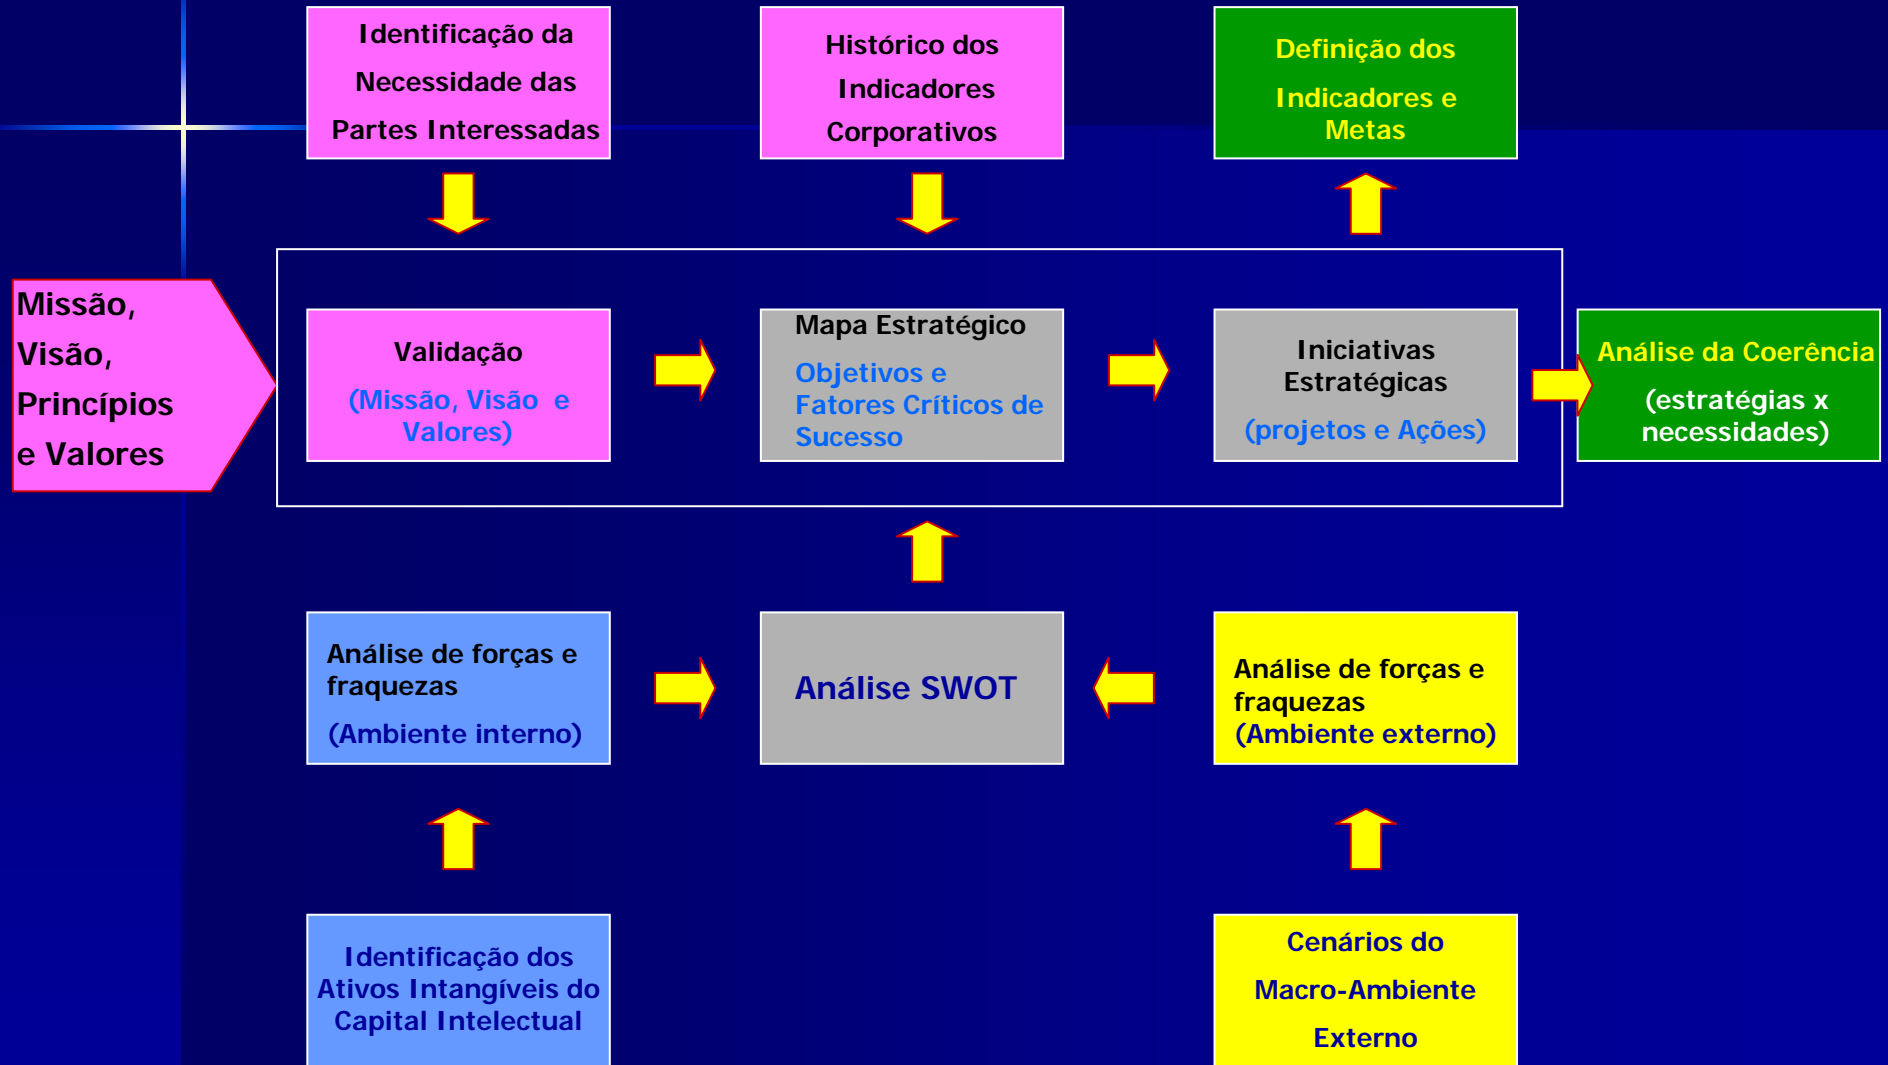 Identificação da
Necessidade das
Partes Interessadas
Histórico dos
Indicadores
Corporativos
Definição dos
Indicadores e
Metas
Missão,
Visão,
Princípios
e Valores
Validação
(Missão, Visão e
Valores)
Mapa Estratégico
Objetivos e
Fatores Críticos de
Sucesso
Iniciativas
Estratégicas
(projetos e Ações)
Análise da Coerência
(estratégias x
necessidades)
Análise de forças e
fraquezas
(Ambiente interno)
Análise SWOT
Análise de forças e
fraquezas
(Ambiente externo)
Identificação dos
Ativos Intangíveis do
Capital Intelectual
Cenários do
Macro-Ambiente
Externo